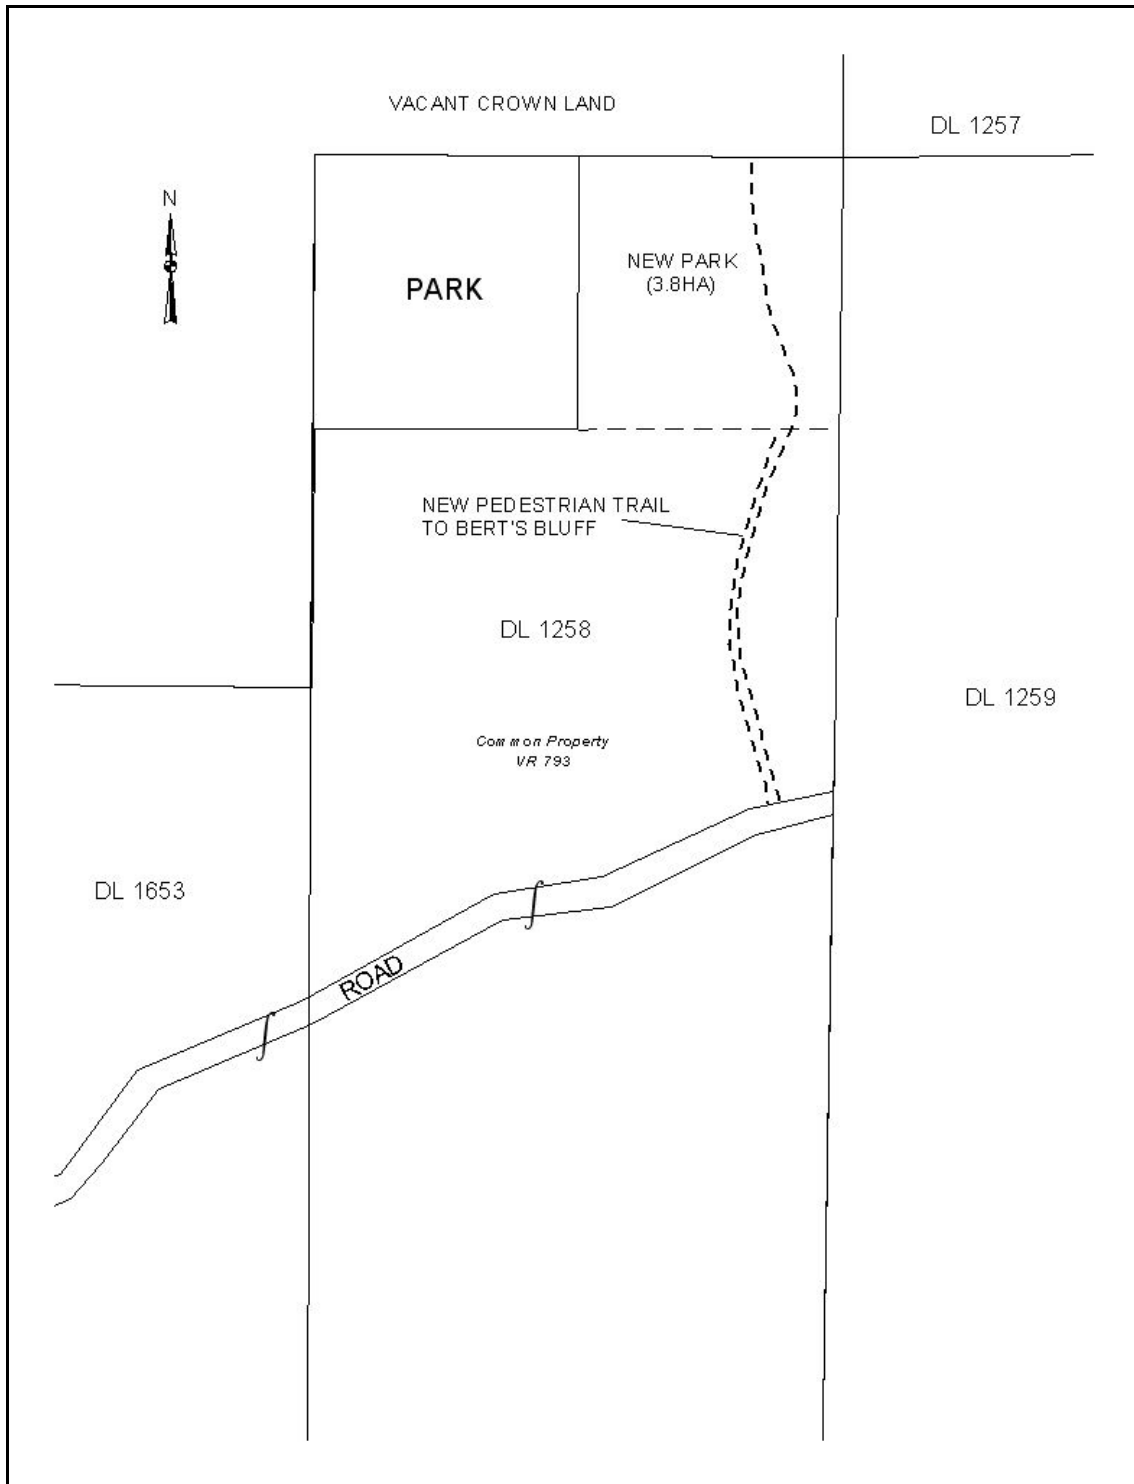 VACANT CROWN LAND
DL 1257
N
NEW PARK
(3.8HA)
PARK
NEW PEDESTRIAN TRAIL
TO BERT'S BLUFF
DL 1258
DL 1259
Common Property
VR 793
DL 1653
ROAD